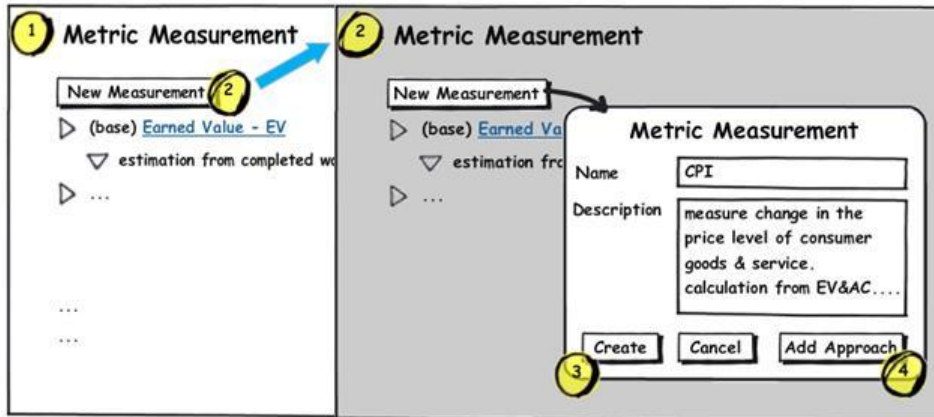 1
Metric Measurement
New Measurement
2
(base) Earned Value - EV
estimation from completed wo
...
...
...
2
Metric Measurement
New Measurement
(base) Earned Va
estimation fro
...
Metric Measurement
Name
CPI
Description
measure change in the
price level of consumer
goods & service.
calculation from EV&AC....
Create
Cancel
Add Approach
3
4